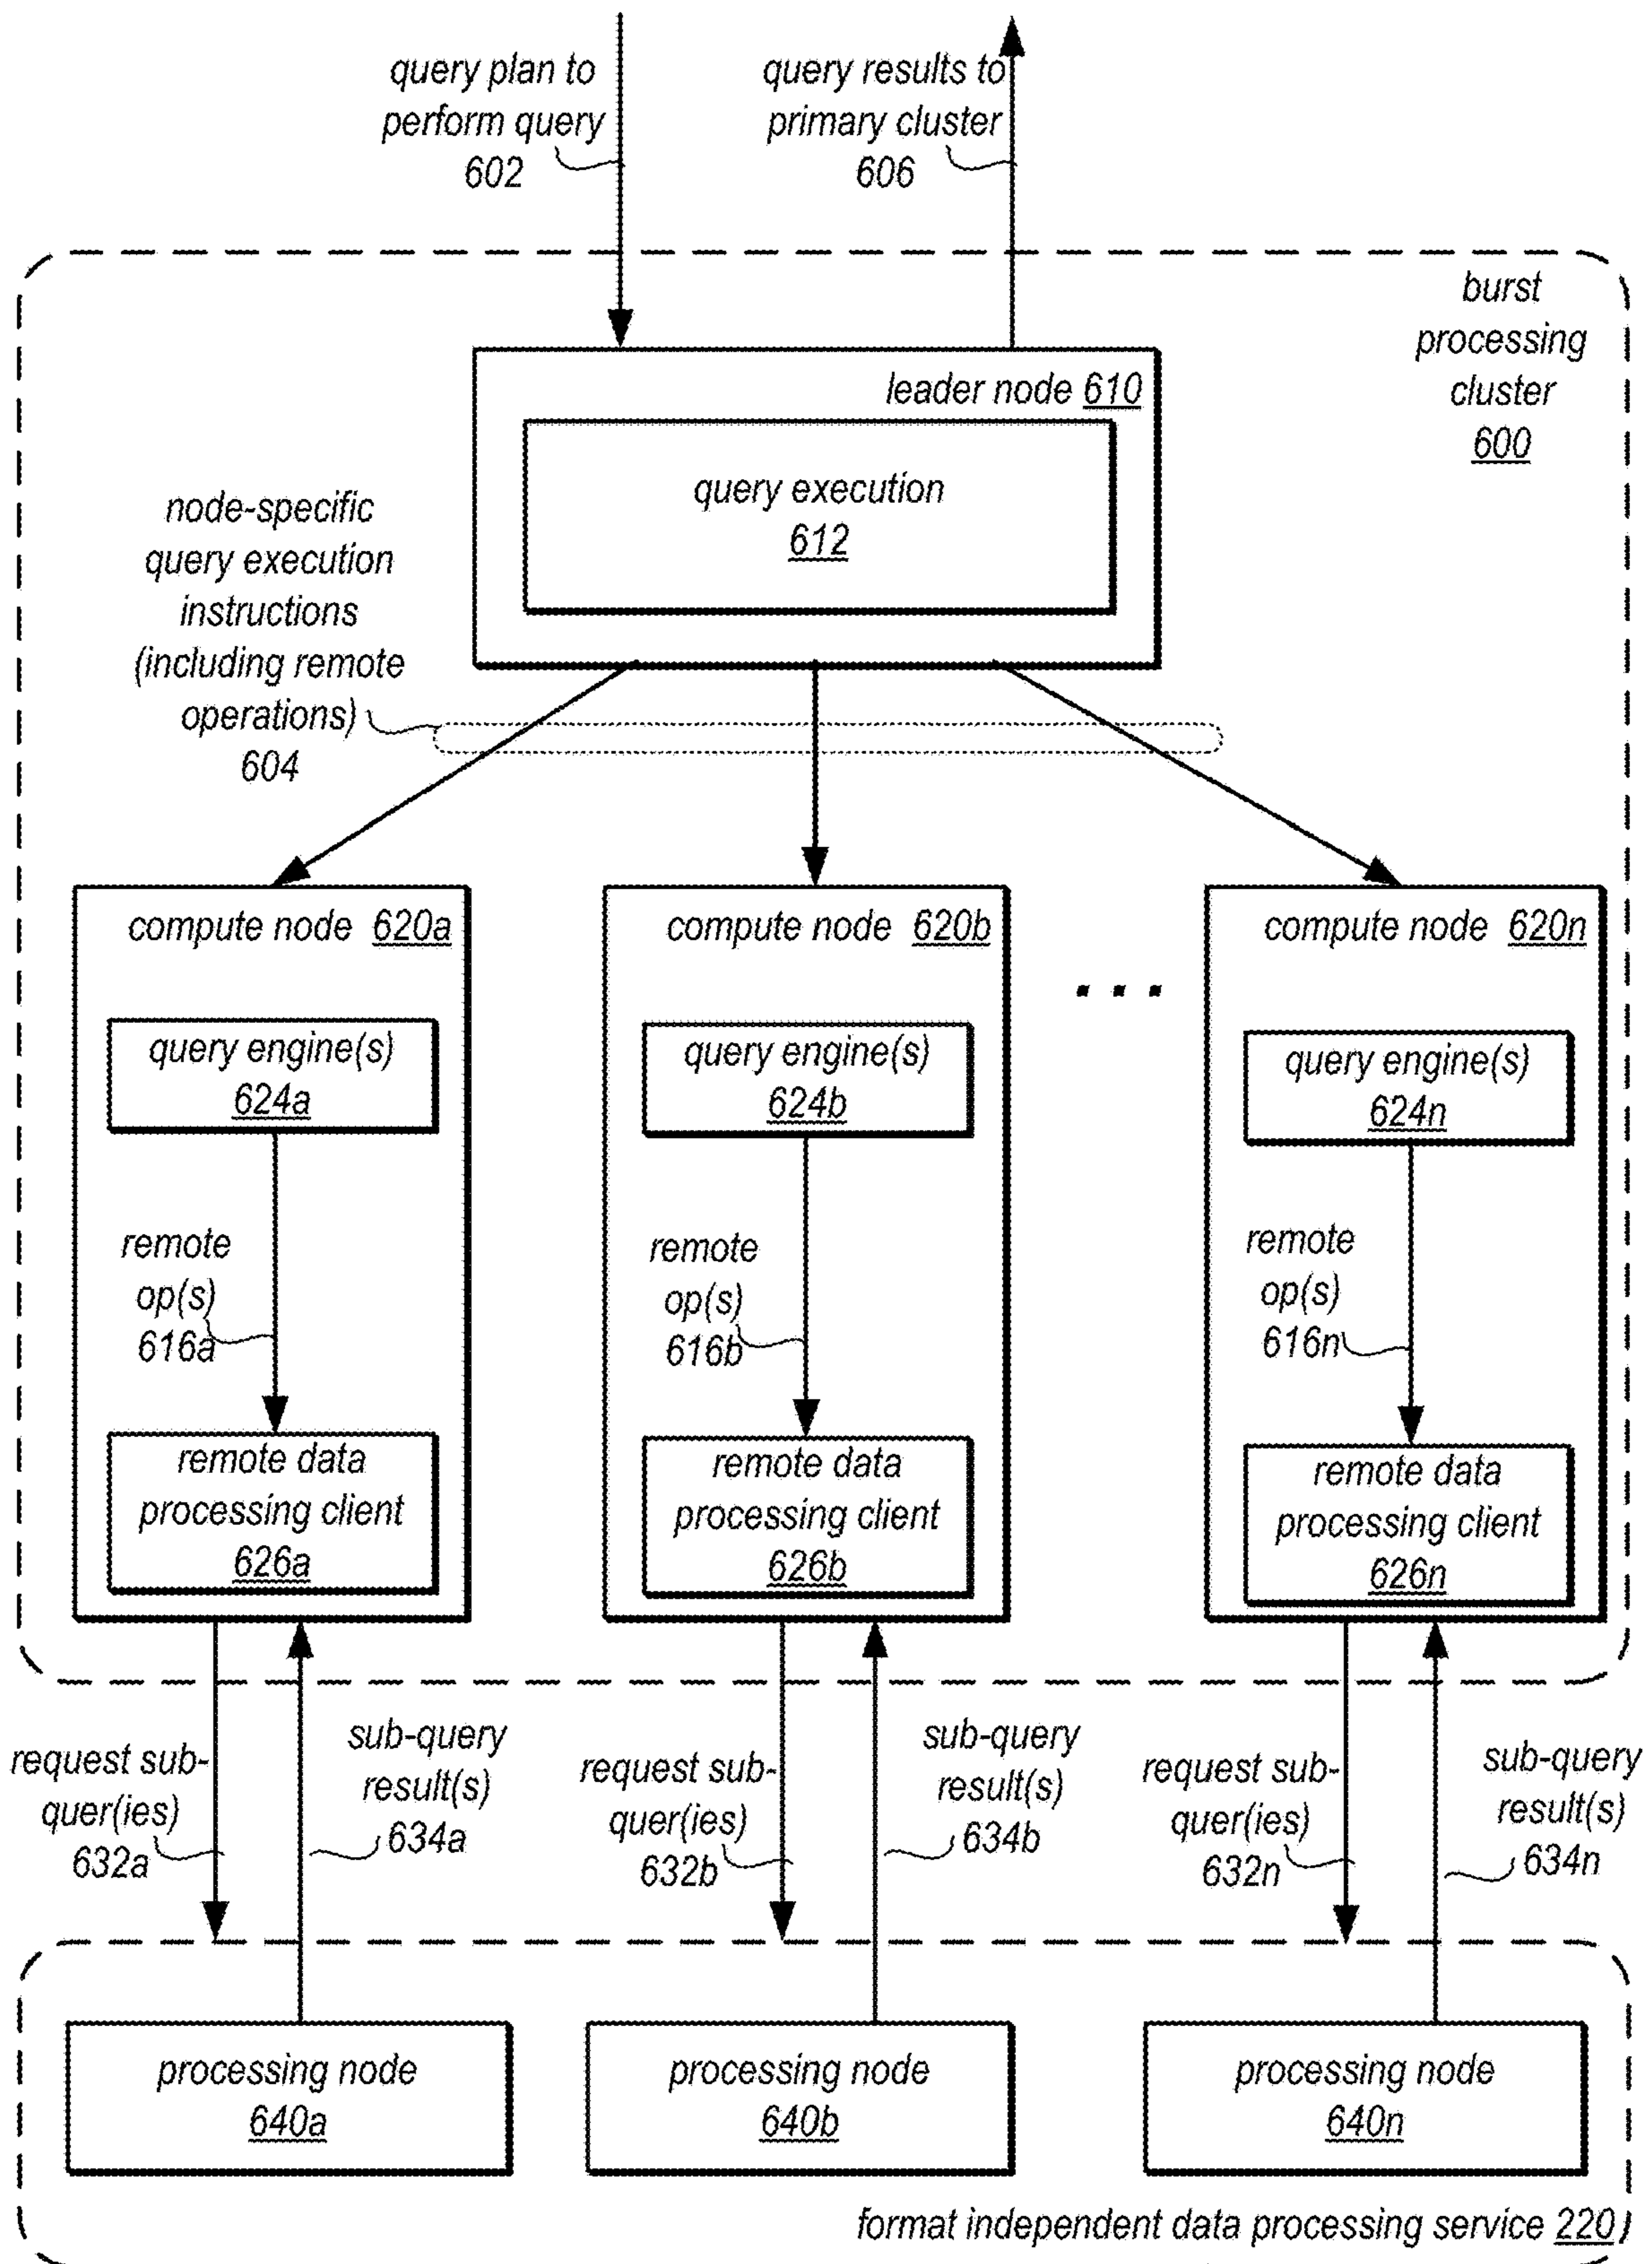 query plan to
perform query
602
query results to
primary cluster
606
burst
processing
cluster
600
leader node 610
query execution
612
node-specific
query execution
instructions
(including remote
operations)
604
compute node 620a
query engine(s)
624a
remote
op(s)
616a
remote data
processing client
626a
compute node 620b
query engine(s)
624b
remote
op(s)
616b
remote data
processing client
626b
. . .
compute node 620n
query engine(s)
624n
remote
op(s)
616n
remote data
processing client
626n
request sub-
quer(ies)
632a
sub-query
result(s)
634a
request sub-
quer(ies)
632b
sub-query
result(s)
634b
request sub-
quer(ies)
632n
sub-query
result(s)
634n
processing node
640a
processing node
640b
processing node
640n
format independent data processing service 220